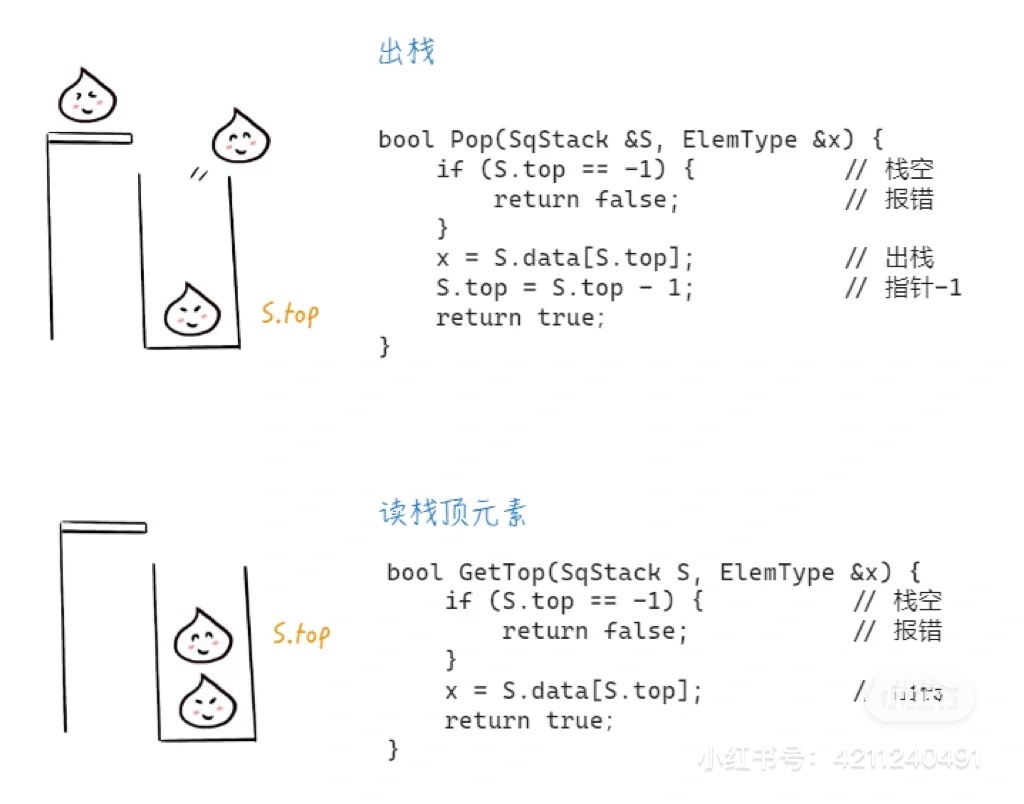 出栈
bool Pop(SqStack &S, ElemType &x) {
if (S.top == -1) { // 栈空
return false; // 报错
}
x = S.data[S.top]; // 出栈
S.top = S.top - 1; // 指针-1
return true;
}
S.top
读栈顶元素
bool GetTop(SqStack S, ElemType &x) {
if (S.top == -1) { // 栈空
return false; // 报错
}
x = S.data[S.top]; //
return true;
}
S.top
小红书号：4211240491